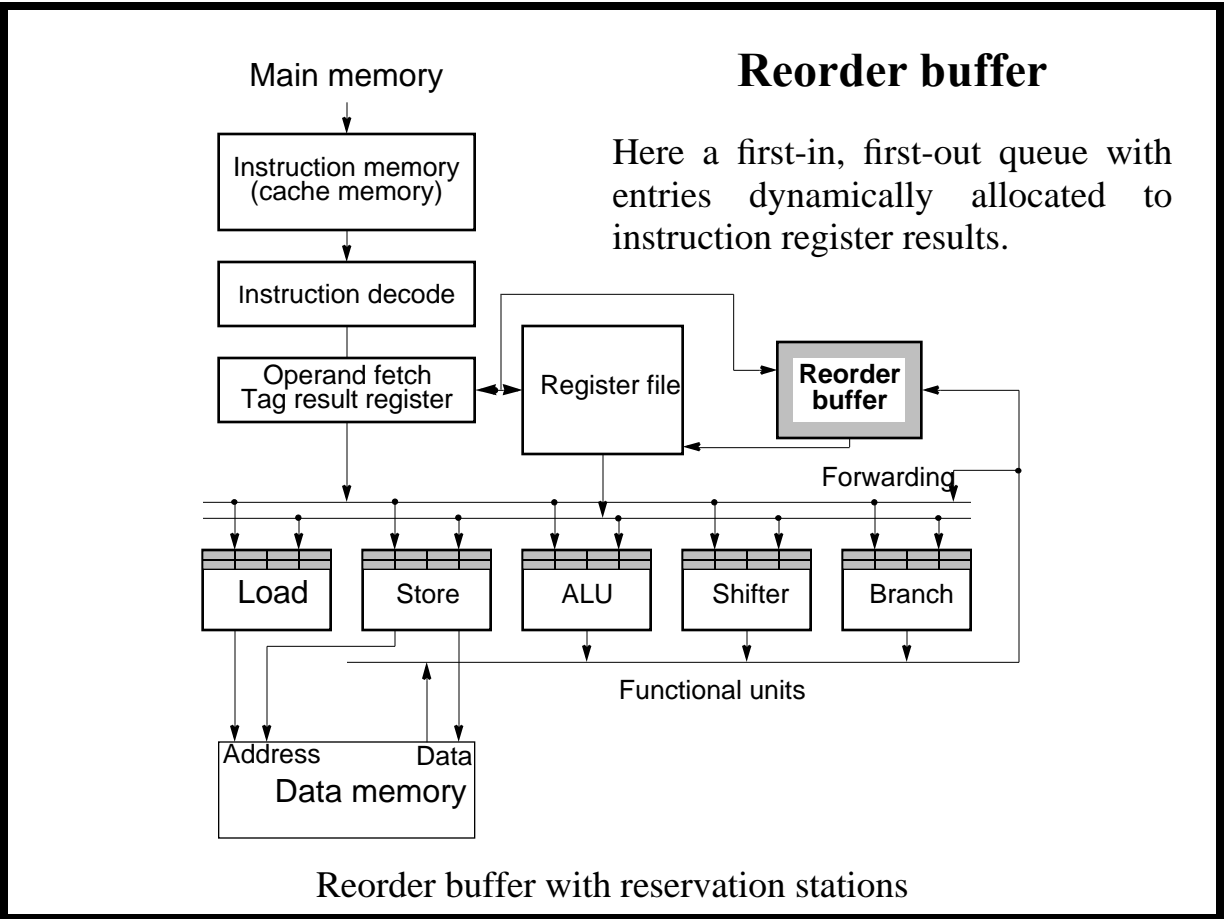 Reorder buffer
Here a first-in, first-out queue with
entries dynamically allocated to
instruction register results.
Main memory
Instruction memory
(cache memory)
Instruction decode
Operand fetch
Tag result register
Register file
Reorder
buffer
Forwarding
Load
Store
ALU
Shifter
Branch
Functional units
Address
Data
Data memory
Reorder buffer with reservation stations